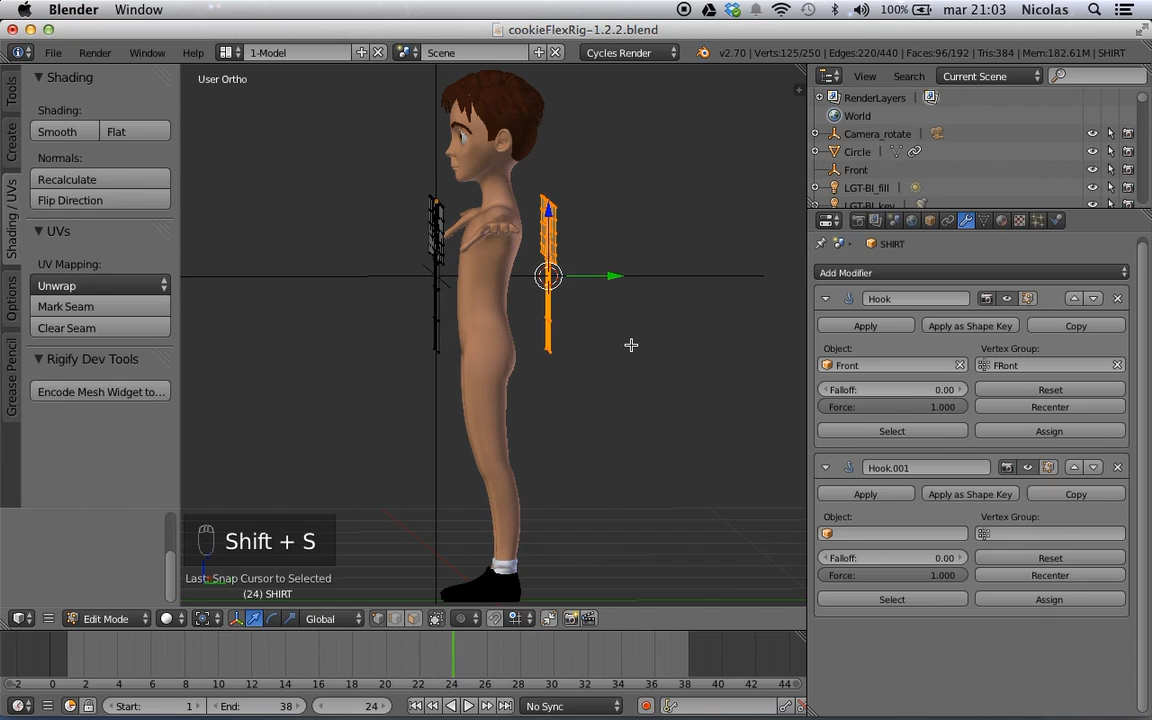 Blender Window 100% mar 21:03 Nicolas
cookieFlexRig-1.2.2.blend
File Render Window Help 1-Model Scene Cycles Render v2.70 | Verts:125/250 | Edges:220/440 | Faces:96/192 | Tris:384 | Mem:182.61M | SHIRT
Tools
Create
Shading / UVs
Options
Grease Pencil
Shading
Shading:
Smooth Flat
Normals:
Recalculate
Flip Direction
UVs
UV Mapping:
Unwrap
Mark Seam
Clear Seam
Rigify Dev Tools
Encode Mesh Widget to...
User Ortho
Shift + S
Last: Snap Cursor to Selected
(24) SHIRT
Edit Mode Global
-2 0 2 4 6 8 10 12 14 16 18 20 22 24 26 28 30 32 34 36 38 40 42 44
Start: 1 End: 38 24 No Sync
View Search Current Scene
RenderLayers
World
Camera_rotate
Circle
Front
LGT-BI_fill
LGT-BI_key
SHIRT
Add Modifier
Hook
Apply Apply as Shape Key Copy
Object: Vertex Group:
Front FRont
Falloff: 0.00 Reset
Force: 1.000 Recenter
Select Assign
Hook.001
Apply Apply as Shape Key Copy
Object: Vertex Group:
Falloff: 0.00 Reset
Force: 1.000 Recenter
Select Assign